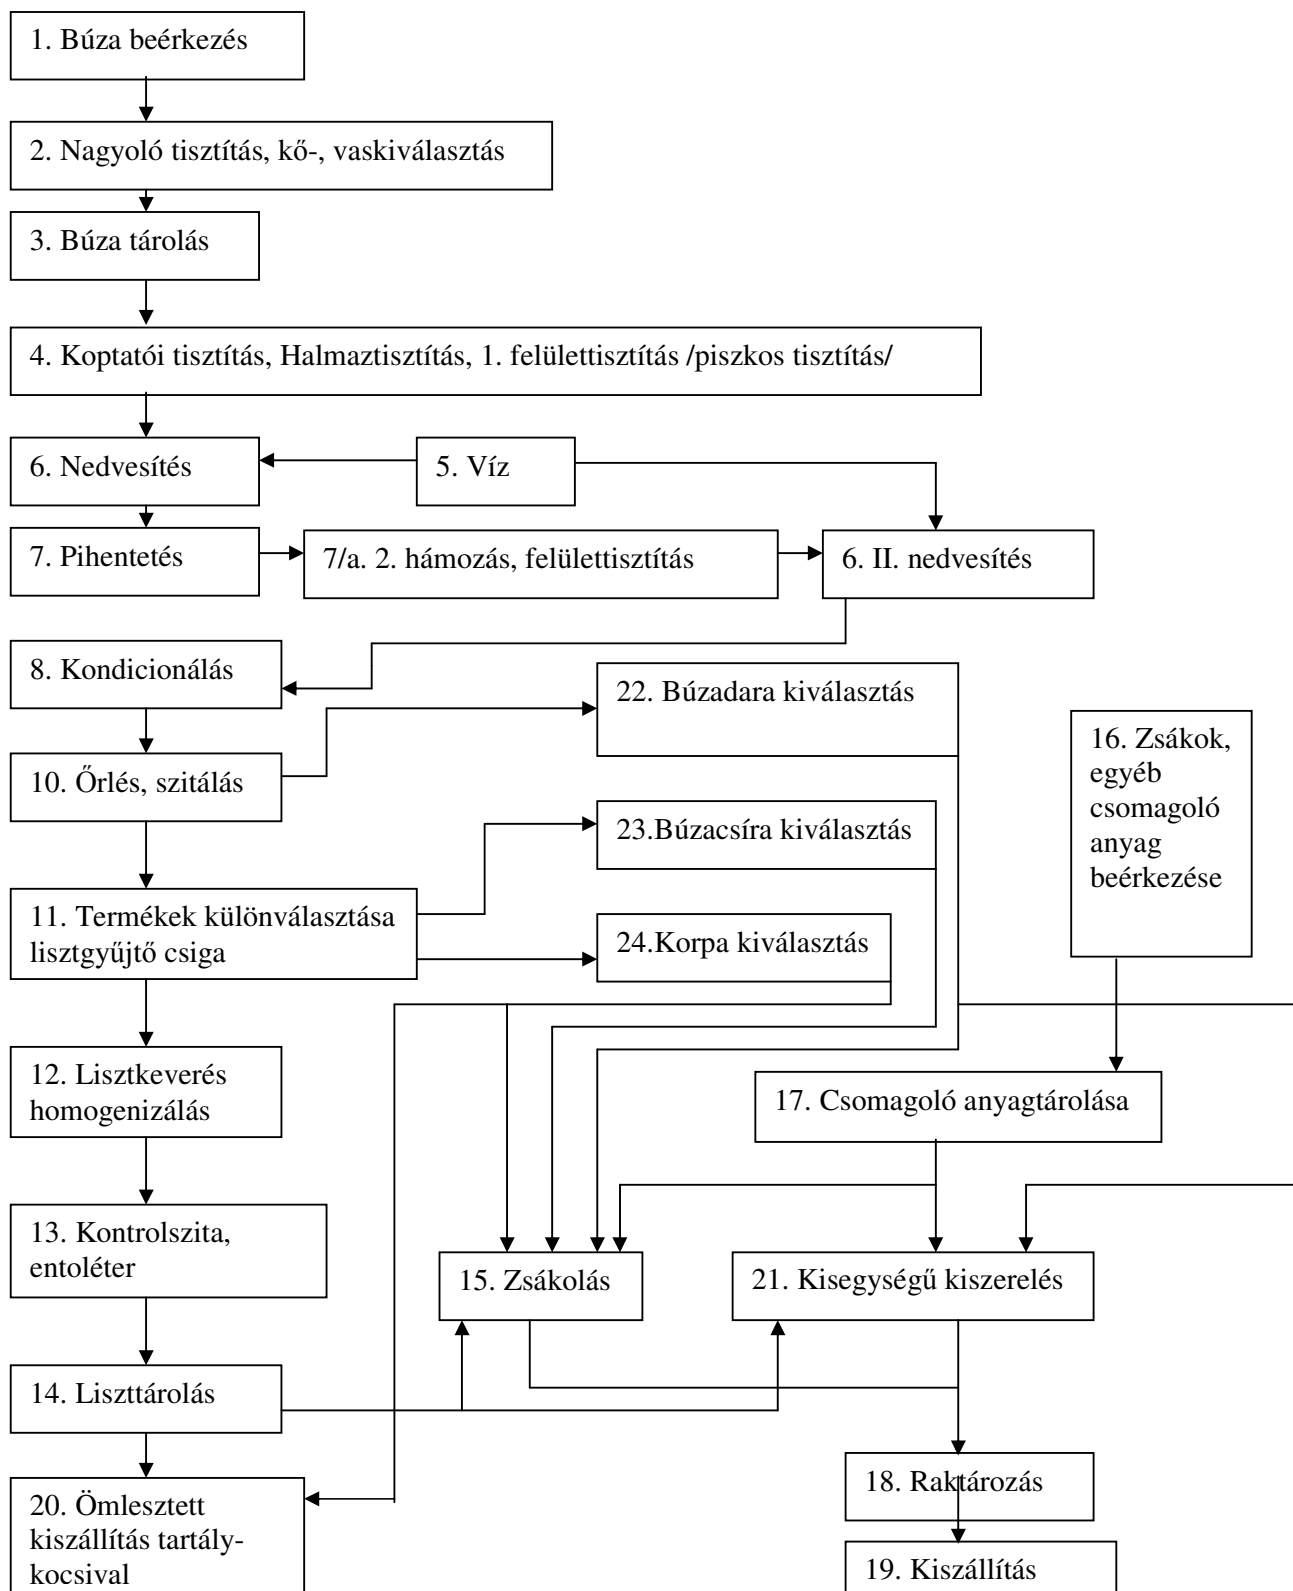 1. Búza beérkezés
2. Nagyoló tisztítás, kő-, vaskiválasztás
3. Búza tárolás
4. Koptatói tisztítás, Halmaztisztítás, 1. felülettisztítás /piszkos tisztítás/
6. Nedvesítés
5. Víz
7. Pihentetés
7/a. 2. hámozás, felülettisztítás
6. II. nedvesítés
8. Kondicionálás
22. Búzadara kiválasztás
16. Zsákok,
egyéb
csomagoló
anyag
beérkezése
10. Őrlés, szitálás
23.Búzacsíra kiválasztás
11. Termékek különválasztása
lisztgyűjtő csiga
24.Korpa kiválasztás
12. Lisztkeverés
homogenizálás
17. Csomagoló anyagtárolása
13. Kontrolszita,
entoléter
15. Zsákolás
21. Kisegységű kiszerelés
14. Liszttárolás
18. Raktározás
20. Ömlesztett
kiszállítás tartály-
kocsival
19. Kiszállítás